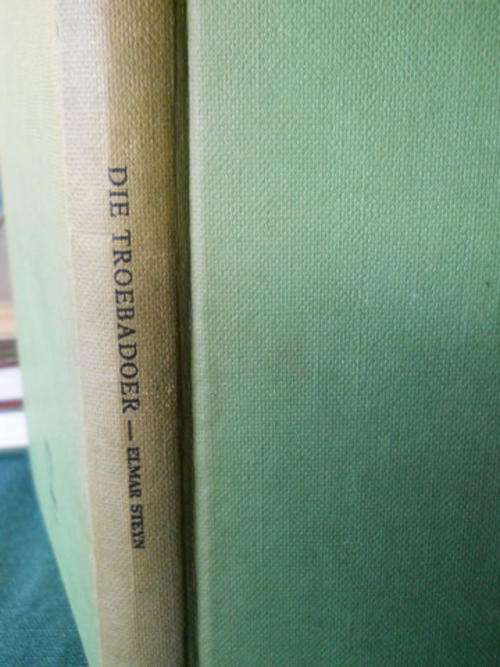 DIE TROEBADOER — ELMAR STEYN